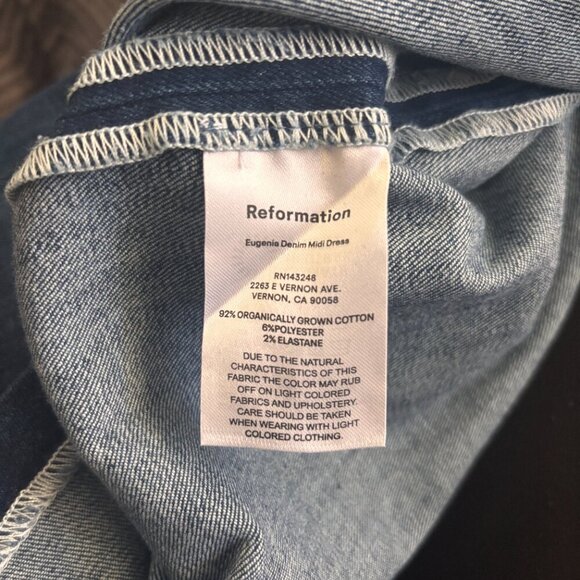 Reformation
Eugenia Denim Midi Dress
RN143248
2263 E VERNON AVE.
VERNON, CA 90058
92% ORGANICALLY GROWN COTTON
6%POLYESTER
2% ELASTANE
DUE TO THE NATURAL
CHARACTERISTICS OF THIS
FABRIC THE COLOR MAY RUB
OFF ON LIGHT COLORED
FABRICS AND UPHOLSTERY.
CARE SHOULD BE TAKEN
WHEN WEARING WITH LIGHT
COLORED CLOTHING.